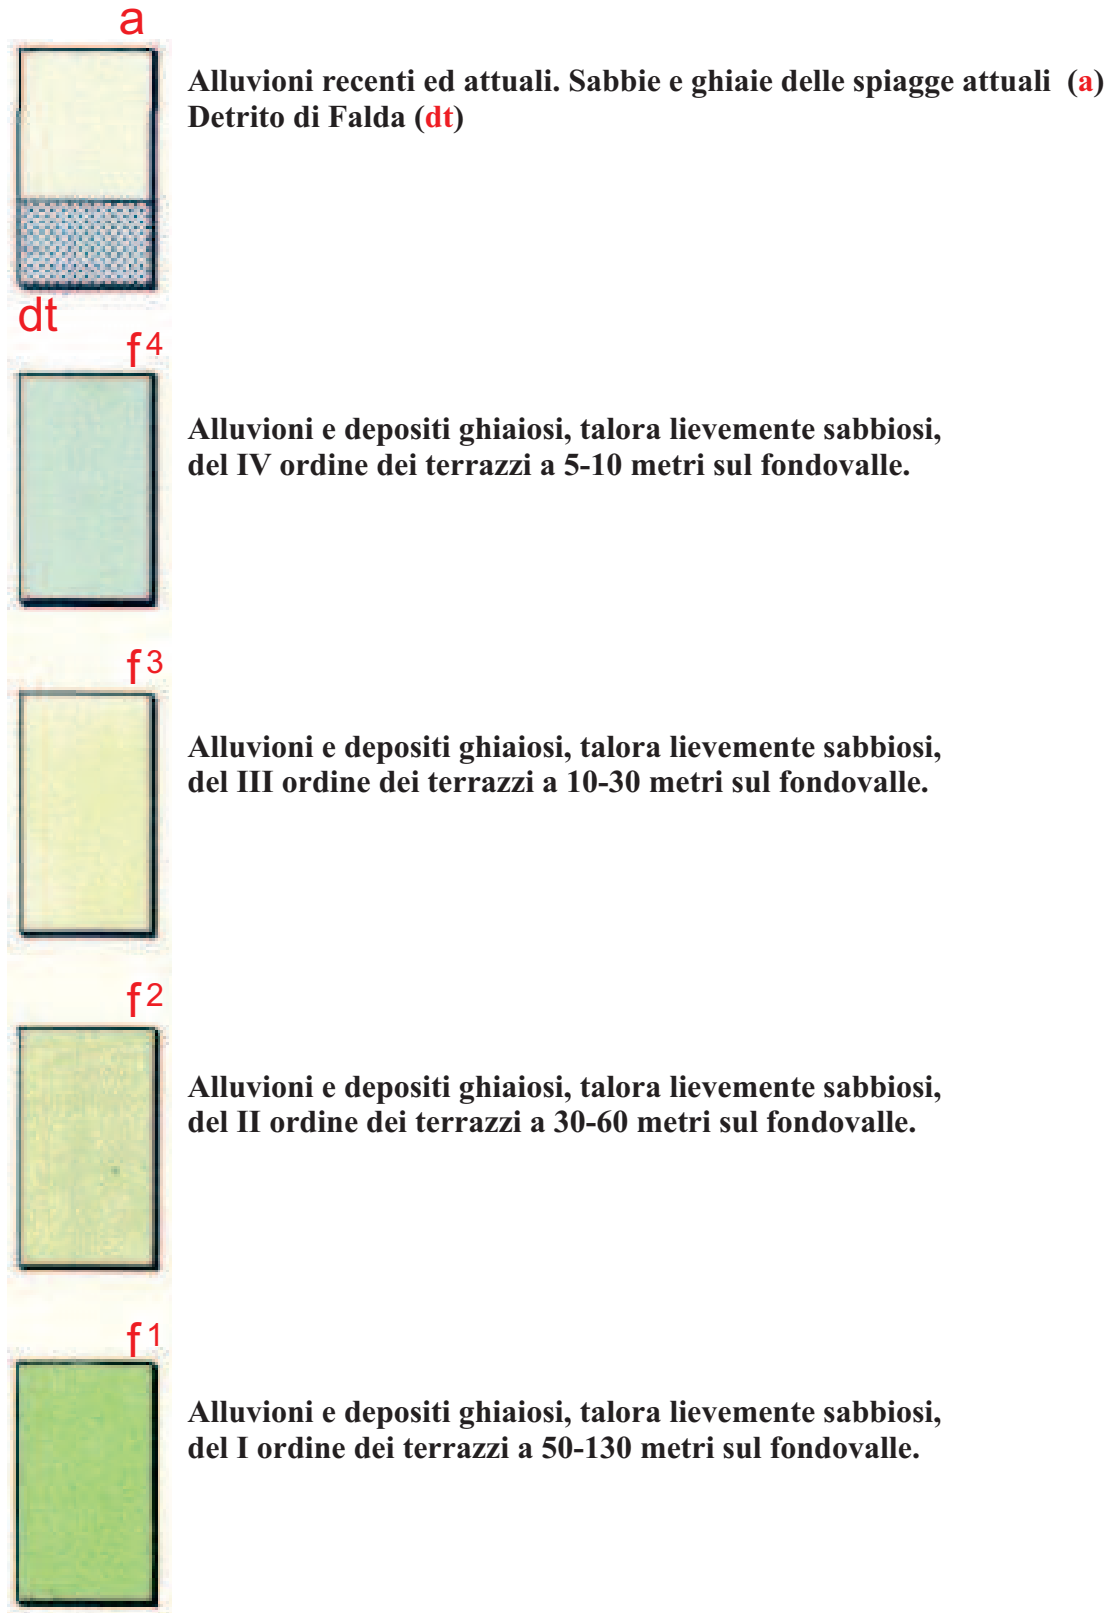 a
Alluvioni recenti ed attuali. Sabbie e ghiaie delle spiagge attuali (a)
Detrito di Falda (dt)
dt
f4
Alluvioni e depositi ghiaiosi, talora lievemente sabbiosi,
del IV ordine dei terrazzi a 5-10 metri sul fondovalle.
f3
Alluvioni e depositi ghiaiosi, talora lievemente sabbiosi,
del III ordine dei terrazzi a 10-30 metri sul fondovalle.
f2
Alluvioni e depositi ghiaiosi, talora lievemente sabbiosi,
del II ordine dei terrazzi a 30-60 metri sul fondovalle.
f1
Alluvioni e depositi ghiaiosi, talora lievemente sabbiosi,
del I ordine dei terrazzi a 50-130 metri sul fondovalle.